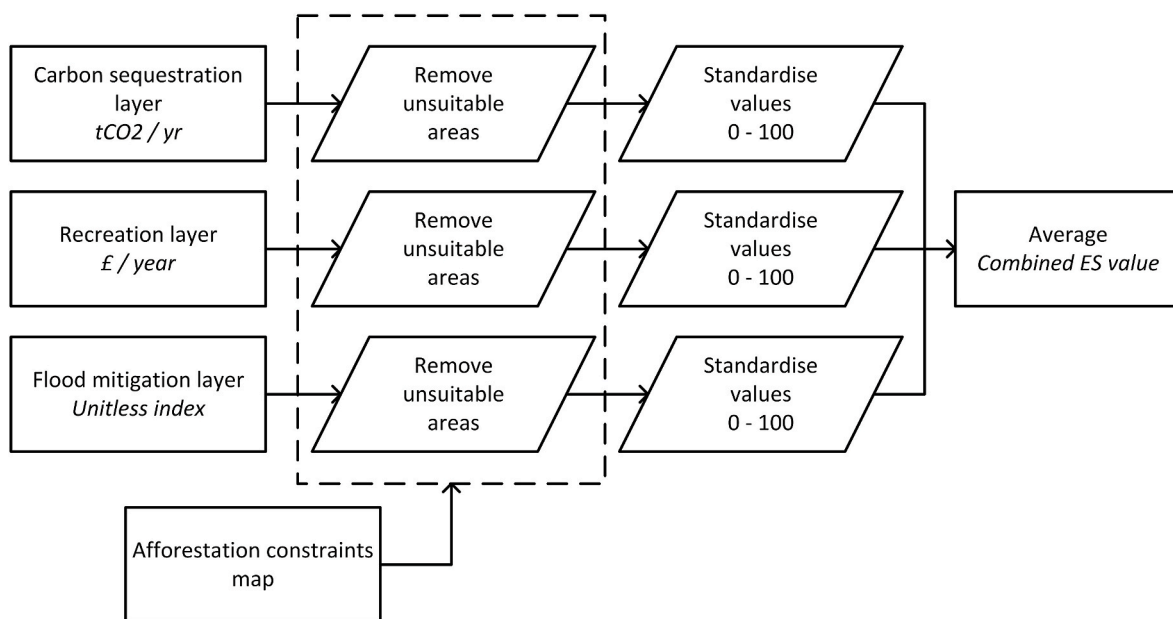 Carbon sequestration
layer
tCO2 / yr
Remove
unsuitable
areas
Standardise
values
0 - 100
Recreation layer
£ / year
Remove
unsuitable
areas
Standardise
values
0 - 100
Average
Combined ES value
Flood mitigation layer
Unitless index
Remove
unsuitable
areas
Standardise
values
0 - 100
Afforestation constraints
map